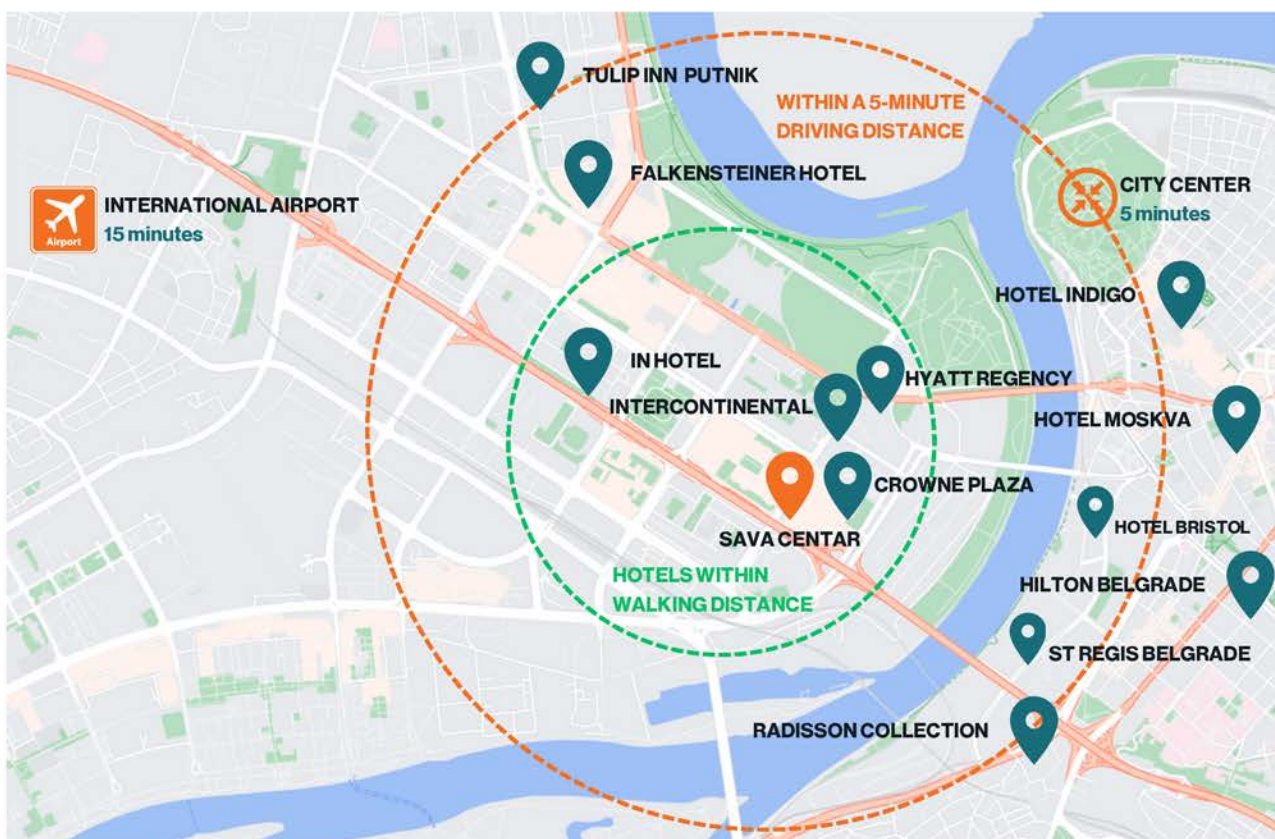 TULIP INN PUTNIK
WITHIN A 5-MINUTE
DRIVING DISTANCE
FALKENSTEINER HOTEL
CITY CENTER
5 minutes
Airport
INTERNATIONAL AIRPORT
15 minutes
HOTEL INDIGO
IN HOTEL
HYATT REGENCY
INTERCONTINENTAL
HOTEL MOSKVA
CROWNE PLAZA
HOTEL BRISTOL
SAVA CENTAR
HOTELS WITHIN
WALKING DISTANCE
HILTON BELGRADE
ST REGIS BELGRADE
RADISSON COLLECTION